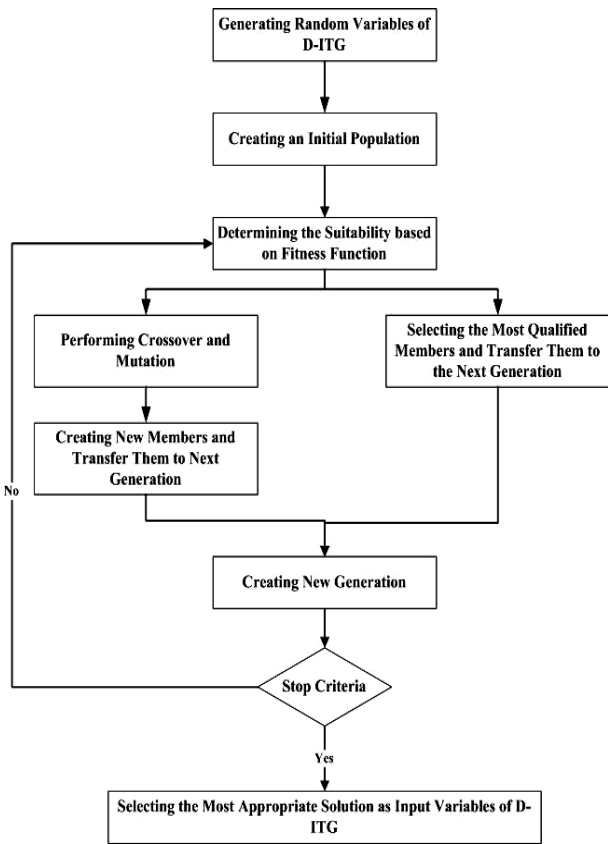 Generating Random Variables of
D-ITG
Creating an Initial Population
Determining the Suitability based
on Fitness Function
Performing Crossover and
Mutation
Selecting the Most Qualified
Members and Transfer Them to
the Next Generation
Creating New Members and
Transfer Them to Next
Generation
No
Creating New Generation
Stop Criteria
Yes
Selecting the Most Appropriate Solution as Input Variables of D-
ITG